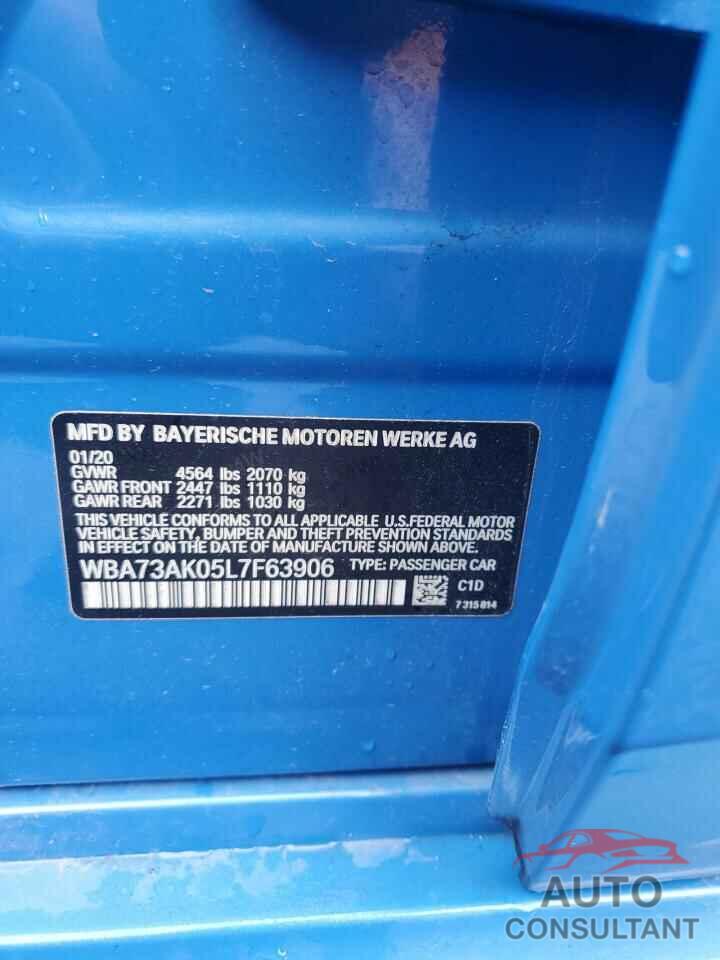 MFD BY BAYERISCHE MOTOREN WERKE AG
01/20
GVWR 4564 lbs 2070 kg
GAWR FRONT 2447 lbs 1110 kg
GAWR REAR 2271 lbs 1030 kg
THIS VEHICLE CONFORMS TO ALL APPLICABLE U.S.FEDERAL MOTOR
VEHICLE SAFETY, BUMPER AND THEFT PREVENTION STANDARDS
IN EFFECT ON THE DATE OF MANUFACTURE SHOWN ABOVE.
WBA73AK05L7F63906 TYPE: PASSENGER CAR
C1D
7 315 814
AUTO
CONSULTANT